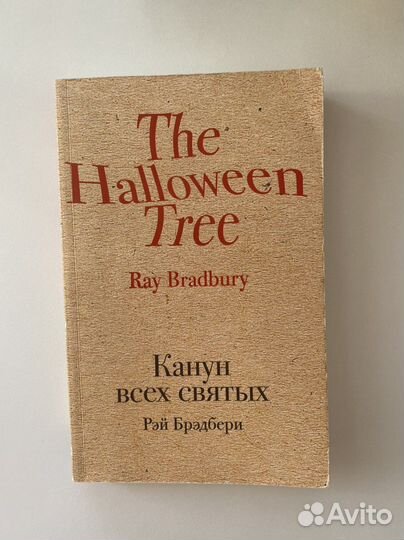 The
Halloween
Tree
Ray Bradbury
Канун
всех святых
Рэй Брэдбери
Avito